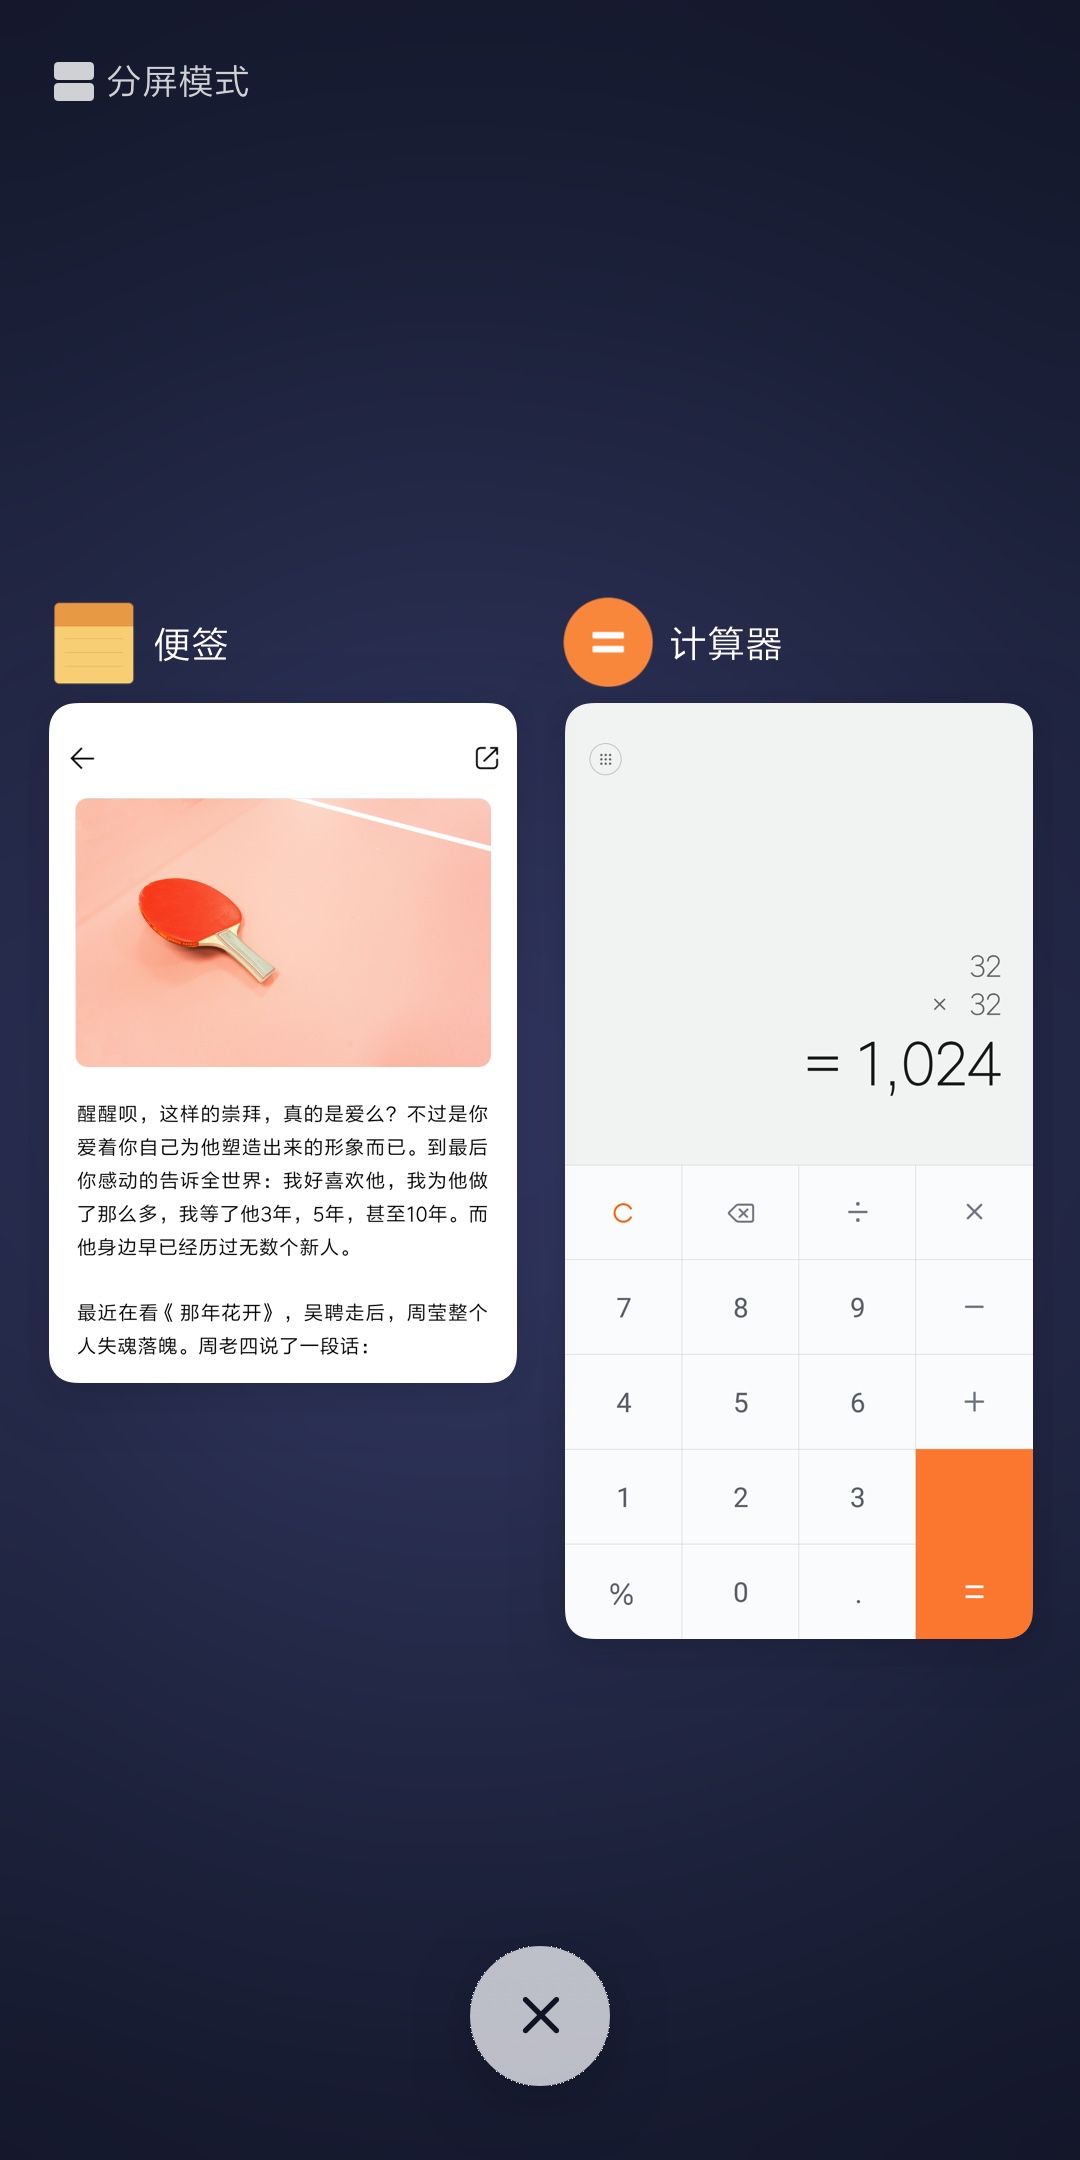 分屏模式
便签
醒醒呗，这样的崇拜，真的是爱么？不过是你
爱着你自己为他塑造出来的形象而已。到最后
你感动的告诉全世界：我好喜欢他，我为他做
了那么多，我等了他3年，5年，甚至10年。而
他身边早已经历过无数个新人。
最近在看《 那年花开》，吴聘走后，周莹整个
人失魂落魄。周老四说了一段话：
计算器
32
× 32
= 1,024
C ÷ ×
7 8 9 −
4 5 6 +
1 2 3
% 0 . =